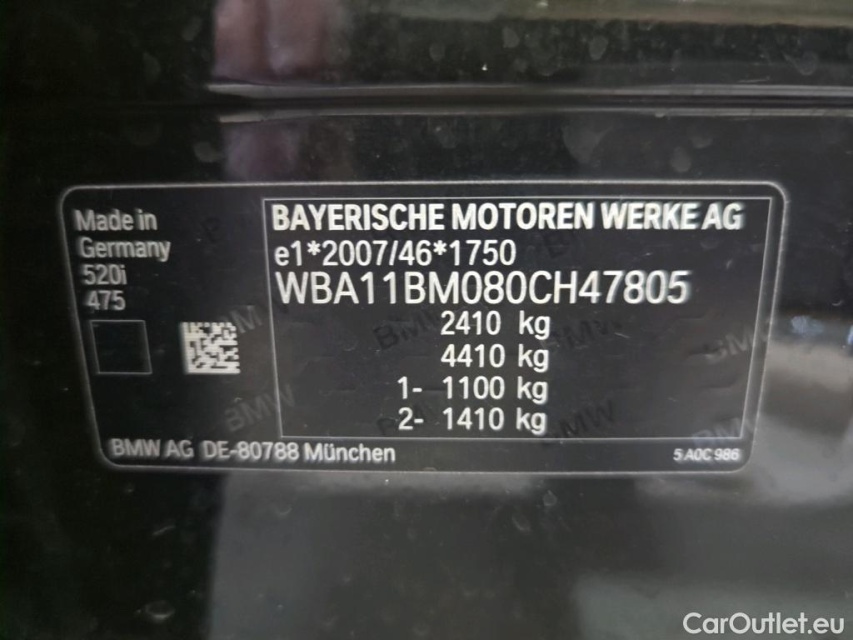 Made in
Germany
520i
475
BAYERISCHE MOTOREN WERKE AG
e1*2007/46*1750
WBA11BM080CH47805
2410 kg
4410 kg
1- 1100 kg
2- 1410 kg
BMW AG DE-80788 München
5 A0C 986
CarOutlet.eu